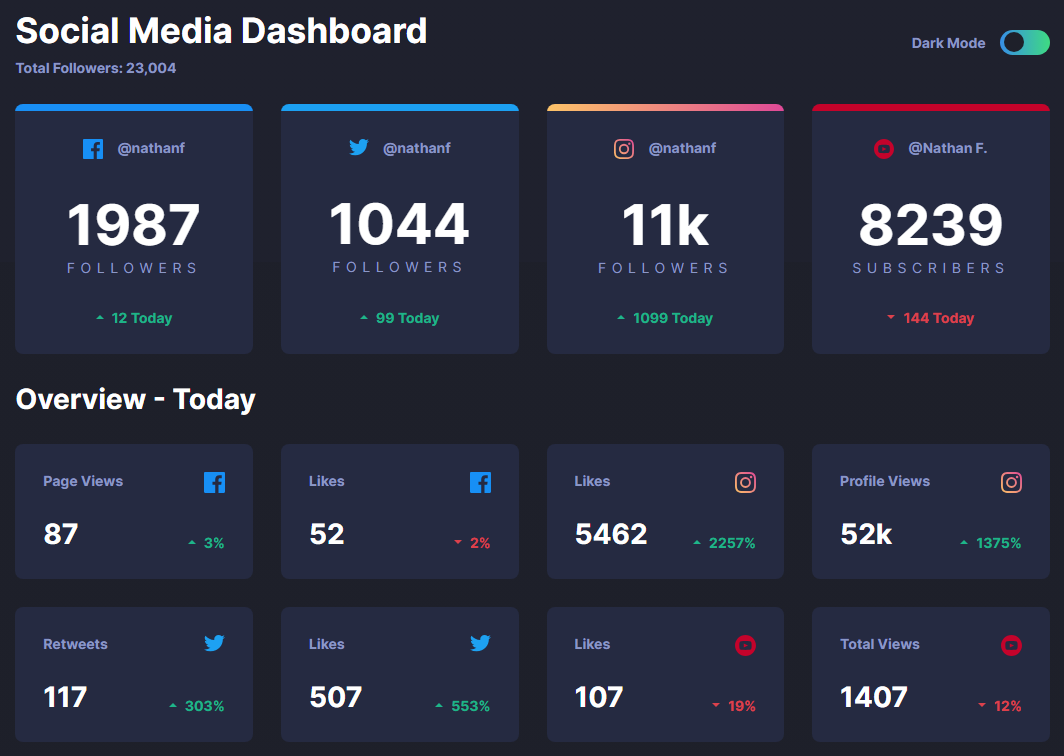 Social Media Dashboard
Total Followers: 23,004
Dark Mode
@nathanf
1987
FOLLOWERS
12 Today
@nathanf
1044
FOLLOWERS
99 Today
@nathanf
11k
FOLLOWERS
1099 Today
@Nathan F.
8239
SUBSCRIBERS
144 Today
Overview - Today
Page Views
87
3%
Likes
52
2%
Likes
5462
2257%
Profile Views
52k
1375%
Retweets
117
303%
Likes
507
553%
Likes
107
19%
Total Views
1407
12%